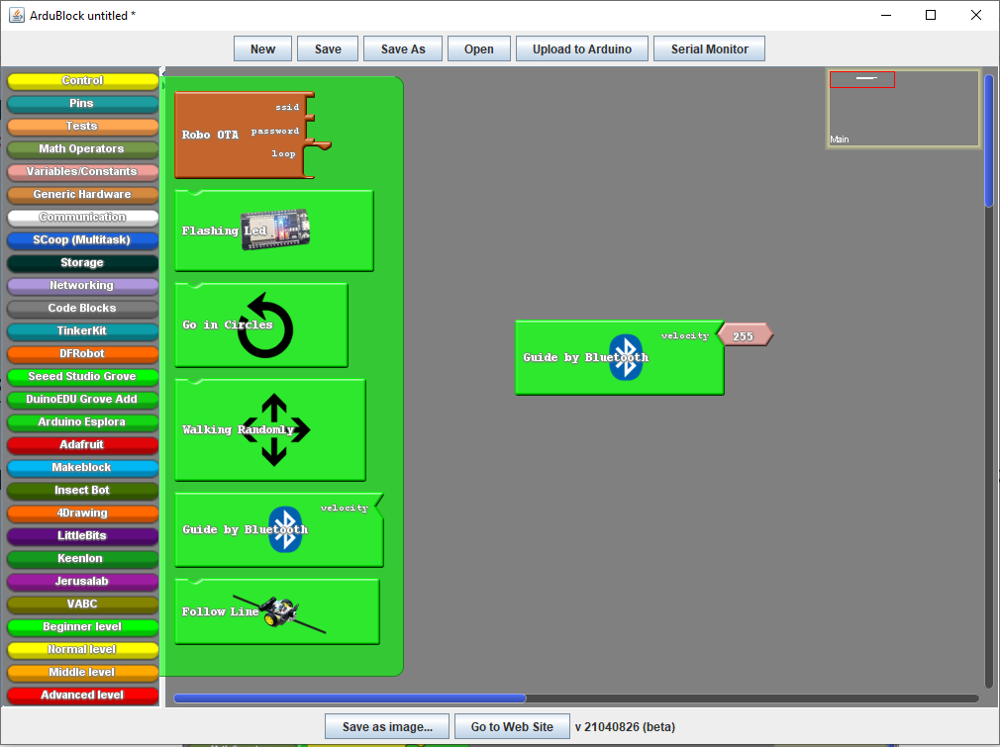 ArduBlock untitled *
New Save Save As Open Upload to Arduino Serial Monitor
Control
Pins
Tests
Math Operators
Variables/Constants
Generic Hardware
Communication
SCoop (Multitask)
Storage
Networking
Code Blocks
TinkerKit
DFRobot
Seeed Studio Grove
DuinoEDU Grove Add
Arduino Esplora
Adafruit
Makeblock
Insect Bot
4Drawing
LittleBits
Keenlon
Jerusalab
VABC
Beginner level
Normal level
Middle level
Advanced level
ssid
Robo OTA password
loop
Flashing Led
Go in Circles
Walking Randomly
velocity
Guide by Bluetooth
Follow Line
velocity 255
Guide by Bluetooth
Main
Save as image... Go to Web Site v 21040826 (beta)